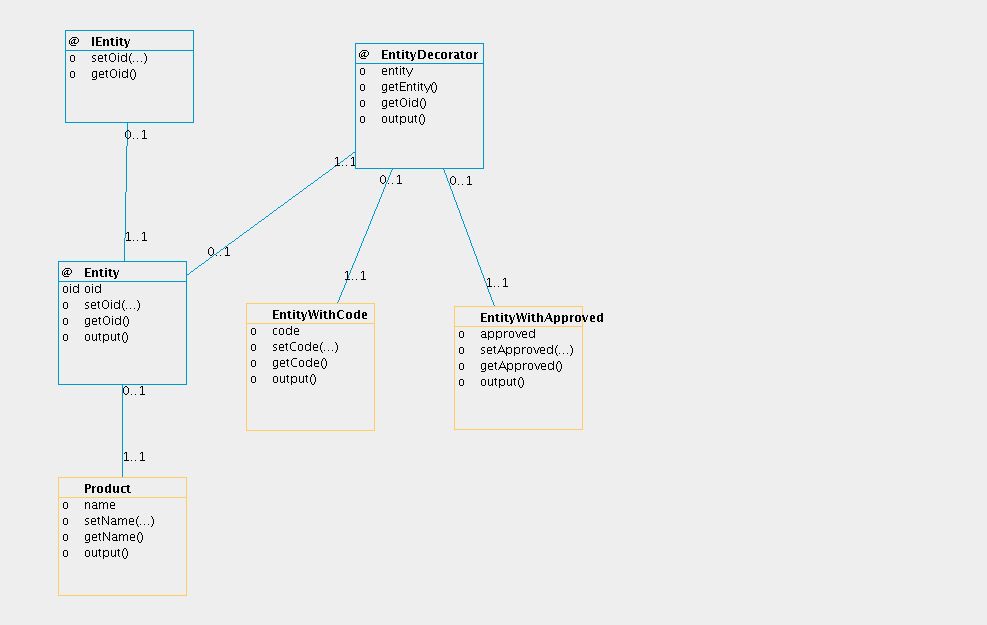 @ IEntity
o setOid(...)
o getOid()
@ EntityDecorator
o entity
o getEntity()
o getOid()
o output()
0..1
1..1
0..1
0..1
1..1
0..1
1..1
1..1
@ Entity
oid oid
o setOid(...)
o getOid()
o output()
EntityWithCode
o code
o setCode(...)
o getCode()
o output()
EntityWithApproved
o approved
o setApproved(...)
o getApproved()
o output()
0..1
1..1
Product
o name
o setName(...)
o getName()
o output()